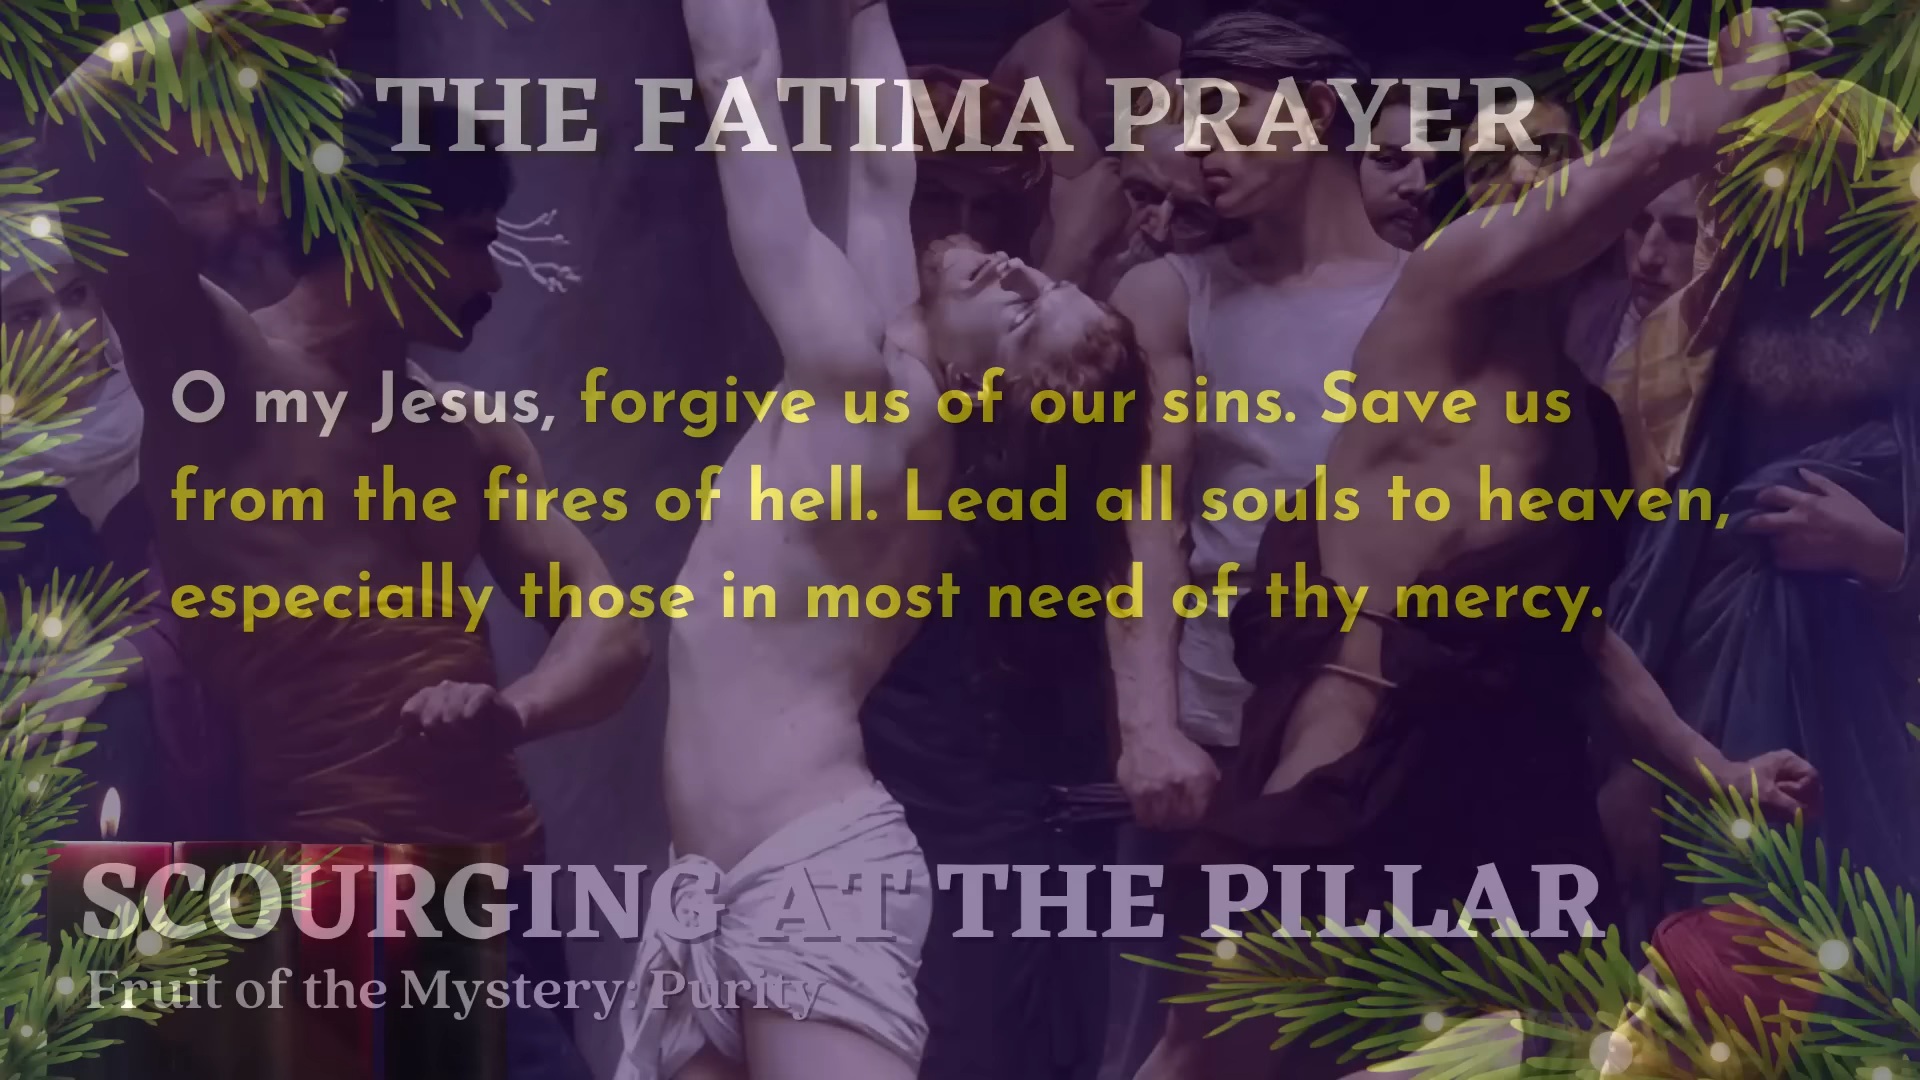 THE FATIMA PRAYER
O my Jesus, forgive us of our sins. Save us
from the fires of hell. Lead all souls to heaven,
especially those in most need of thy mercy.
SCOURGING AT THE PILLAR
Fruit of the Mystery: Purity